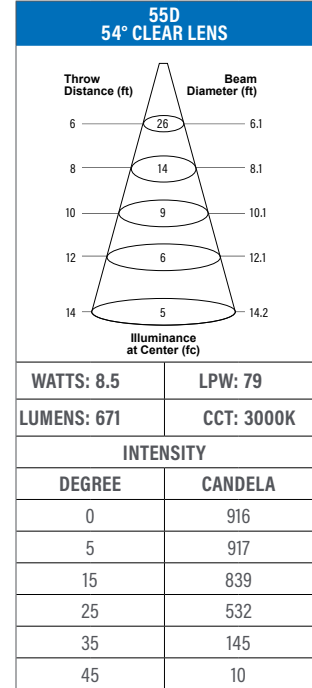 55D
54° CLEAR LENS
Throw Distance (ft)
Beam Diameter (ft)
6 26 6.1
8 14 8.1
10 9 10.1
12 6 12.1
14 5 14.2
Illuminance
at Center (fc)
WATTS: 8.5 LPW: 79
LUMENS: 671 CCT: 3000K
INTENSITY
DEGREE CANDELA
0 916
5 917
15 839
25 532
35 145
45 10